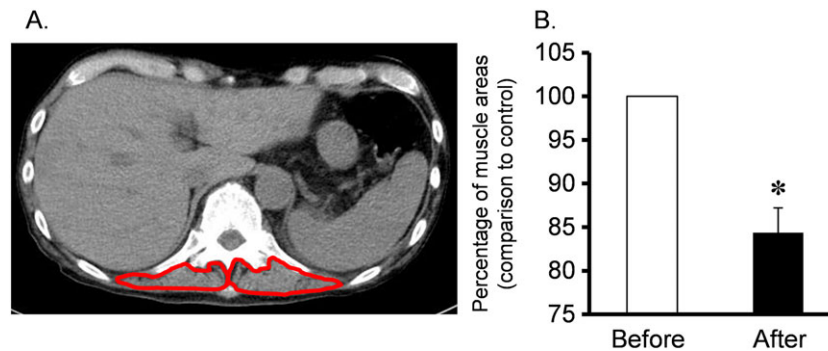 A.
B.
Percentage of muscle areas
(comparison to control)
105
100
95
90
85
80
75
*
Before
After